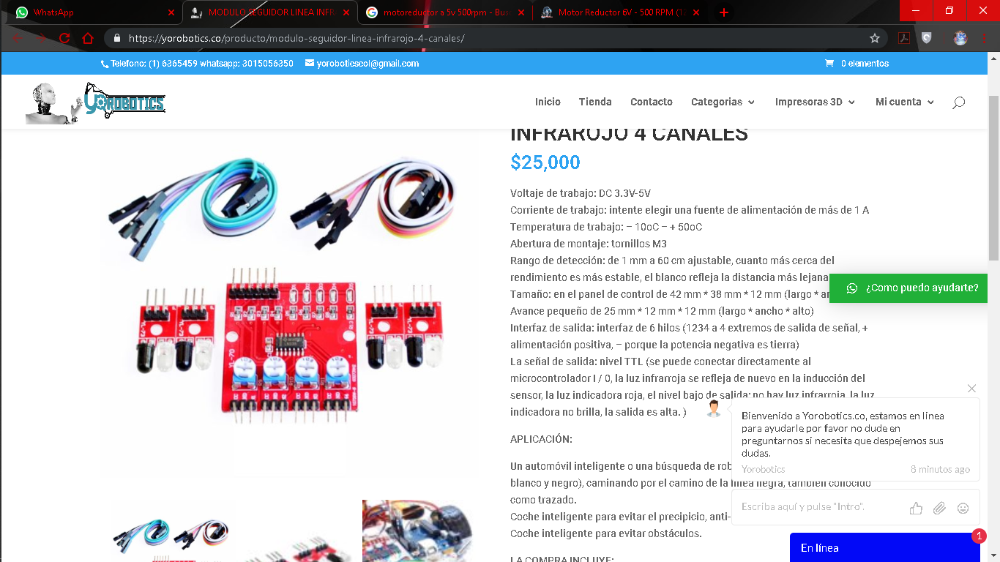 WhatsApp
MODULO SEGUIDOR LINEA INFR
motoreductor a 5v 500rpm - Bus
Motor Reductor 6V - 500 RPM (1
https://yorobotics.co/producto/modulo-seguidor-linea-infrarojo-4-canales/
Telefono: (1) 6365459 whatsapp: 3015056350
yoroboticscol@gmail.com
0 elementos
YOROBOTICS
Inicio
Tienda
Contacto
Categorias
Impresoras 3D
Mi cuenta
INFRAROJO 4 CANALES
$25,000
Voltaje de trabajo: DC 3.3V-5V
Corriente de trabajo: intente elegir una fuente de alimentación de más de 1 A
Temperatura de trabajo: – 10oC – + 50oC
Abertura de montaje: tornillos M3
Rango de detección: de 1 mm a 60 cm ajustable, cuanto más cerca del
rendimiento es más estable, el blanco refleja la distancia más lejana
Tamaño: en el panel de control de 42 mm * 38 mm * 12 mm (largo * an
Avance pequeño de 25 mm * 12 mm * 12 mm (largo * ancho * alto)
Interfaz de salida: interfaz de 6 hilos (1234 a 4 extremos de salida de señal, +
alimentación positiva, – porque la potencia negativa es tierra)
La señal de salida: nivel TTL (se puede conectar directamente al
microcontrolador I / 0, la luz infrarroja se refleja de nuevo en la inducción del
sensor, la luz indicadora roja, el nivel bajo de salida; no hay luz infrarroja, la luz
indicadora no brilla, la salida es alta. )
APLICACIÓN:
Un automóvil inteligente o una búsqueda de rob
blanco y negro), caminando por el camino de la línea negra, también conocido
como trazado.
Coche inteligente para evitar el precipicio, anti-
Coche inteligente para evitar obstáculos.
LA COMPRA INCLUYE:
¿Como puedo ayudarte?
Bienvenido a Yorobotics.co, estamos en línea
para ayudarle por favor no dude en
preguntarnos si necesita que despejemos sus
dudas.
Yorobotics
8 minutos ago
Escriba aquí y pulse "Intro".
1
En línea
YL-70